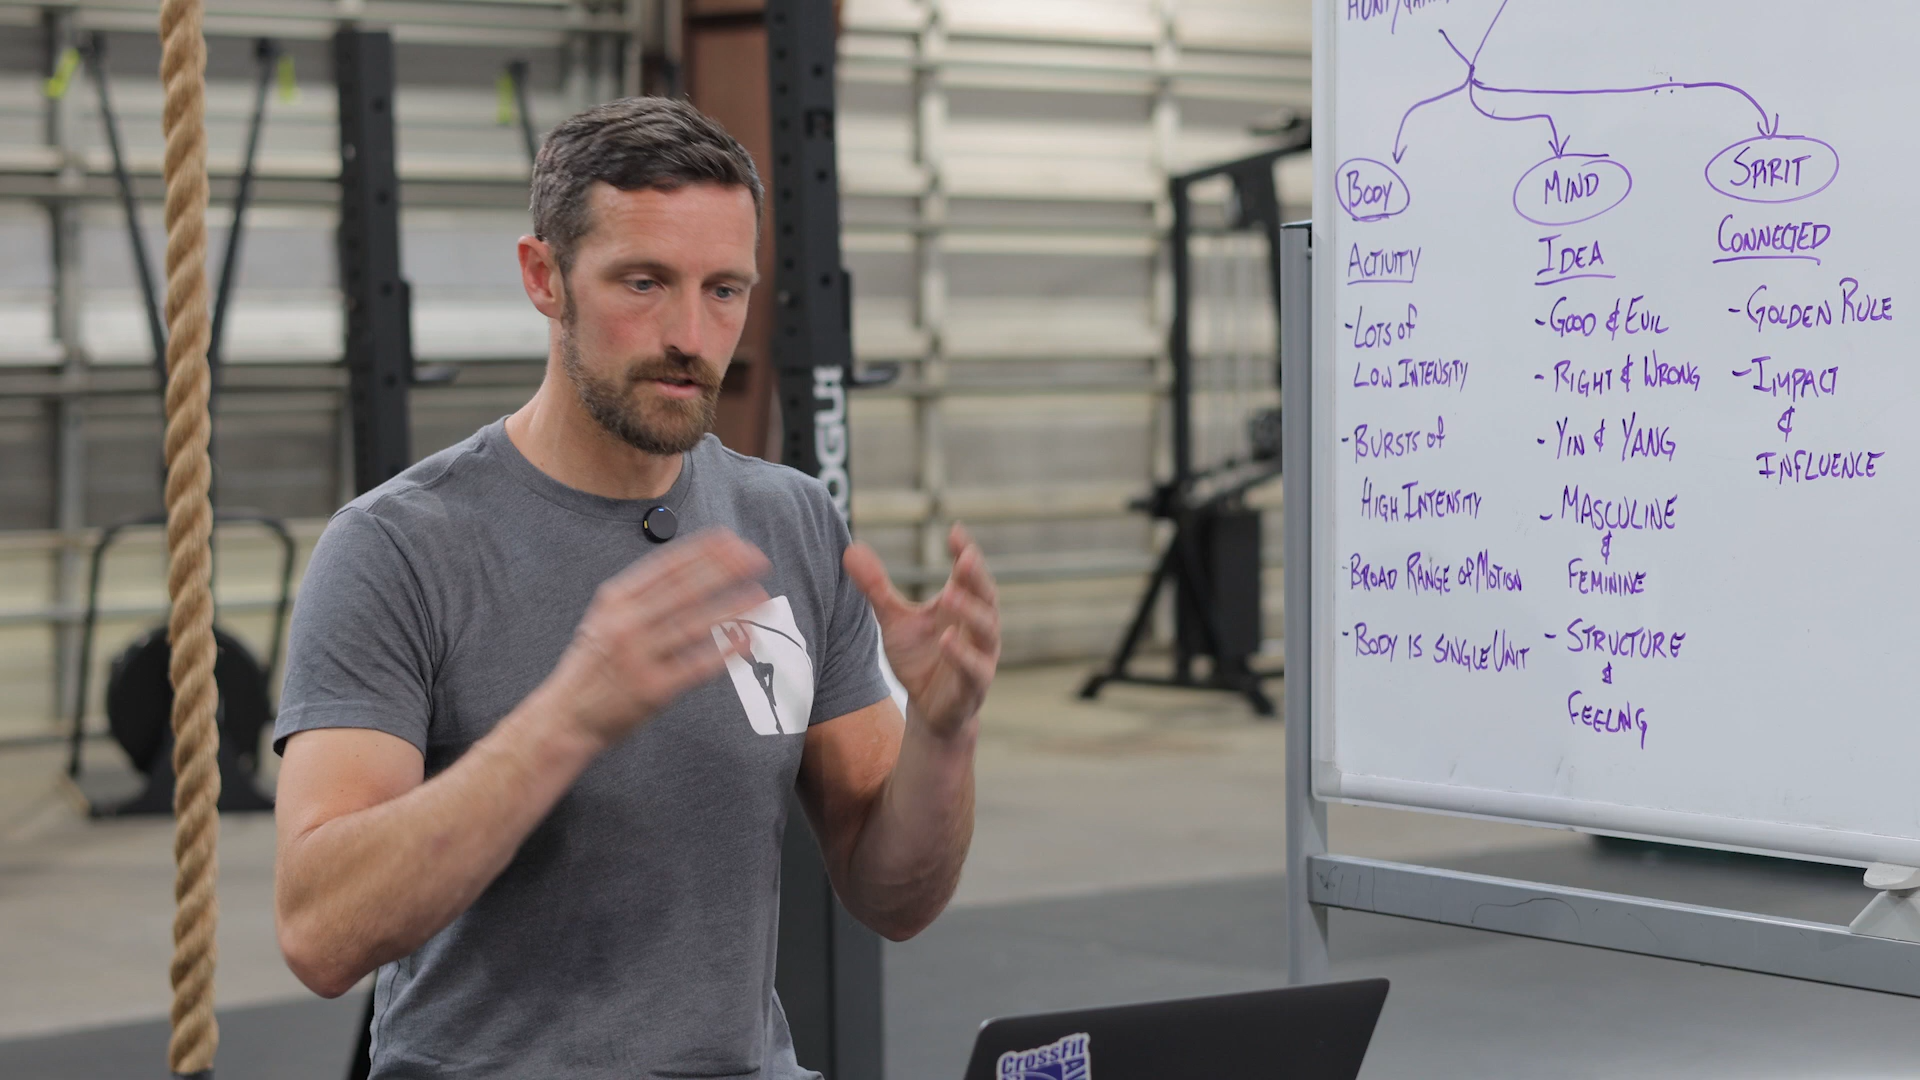 BODY
ACTIVITY
-LOTS of
LOW INTENSITY
-BURSTS of
HIGH INTENSITY
-BROAD RANGE of MOTION
-BODY IS SINGLE UNIT
MIND
IDEA
-GOOD & EVIL
-RIGHT & WRONG
-YIN & YANG
-MASCULINE
&
FEMININE
-STRUCTURE
&
FEELING
SPIRIT
CONNECTED
-GOLDEN RULE
-IMPACT
&
INFLUENCE
CrossFit